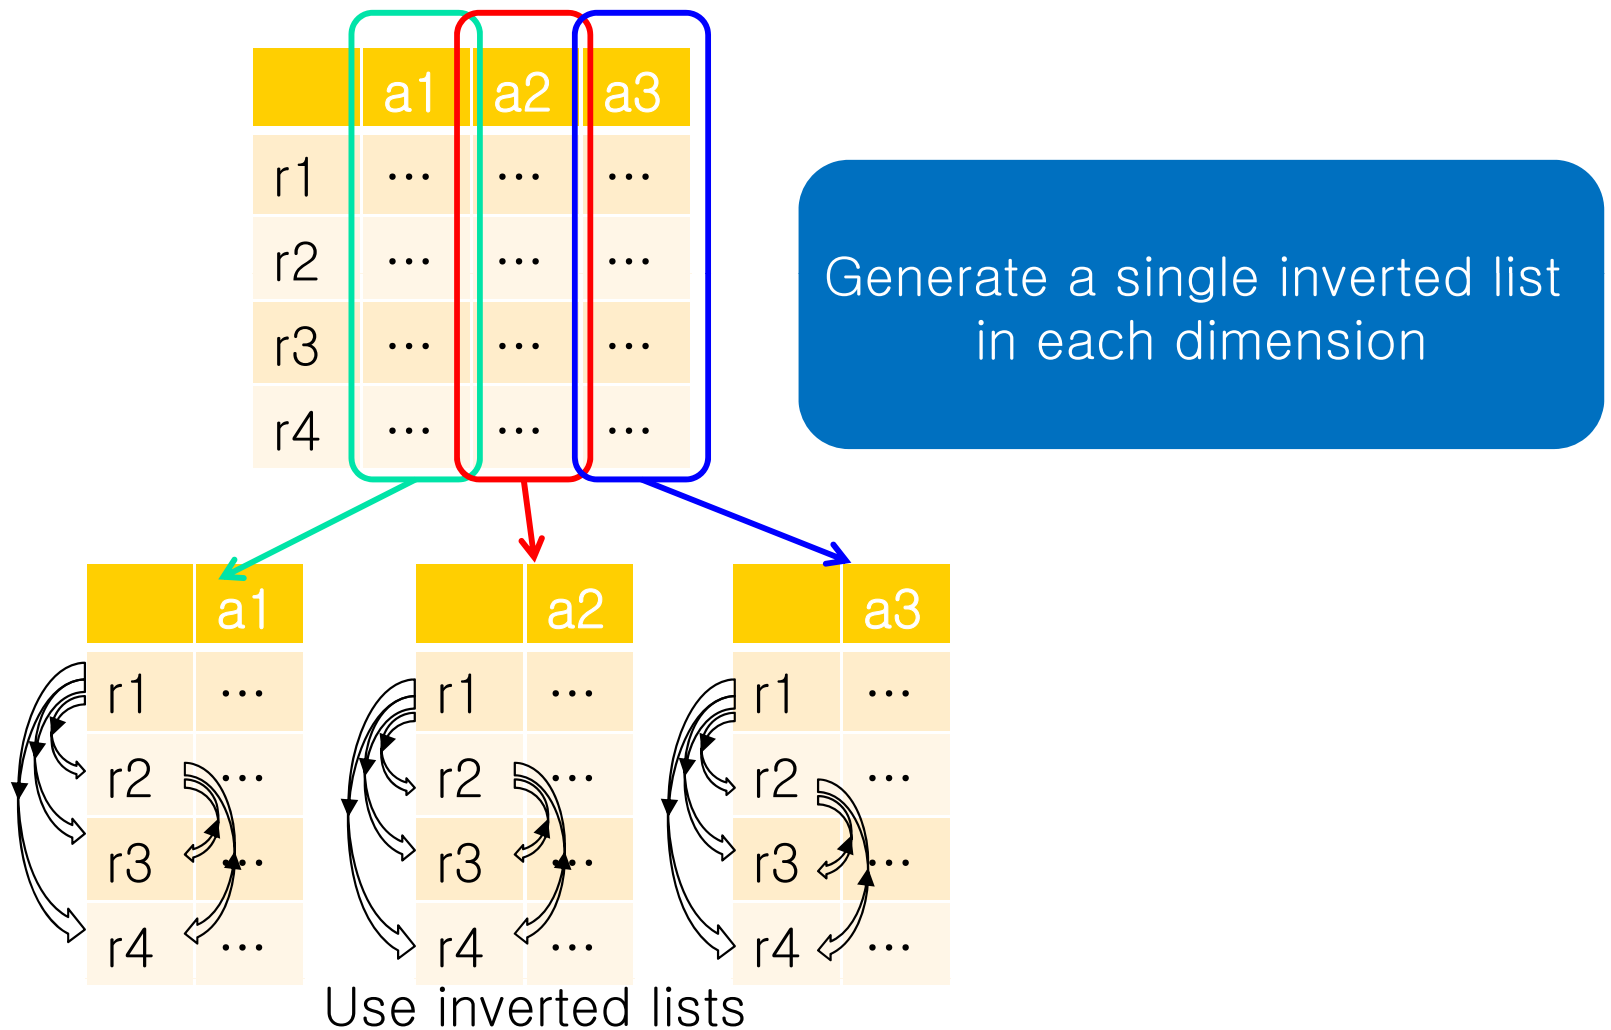 a1 a2 a3
r1 ... ... ...
r2 ... ... ...
r3 ... ... ...
r4 ... ... ...
Generate a single inverted list
in each dimension
a1
r1 ...
r2 ...
r3 ...
r4 ...
a2
r1 ...
r2 ...
r3 ...
r4 ...
a3
r1 ...
r2 ...
r3 ...
r4 ...
Use inverted lists